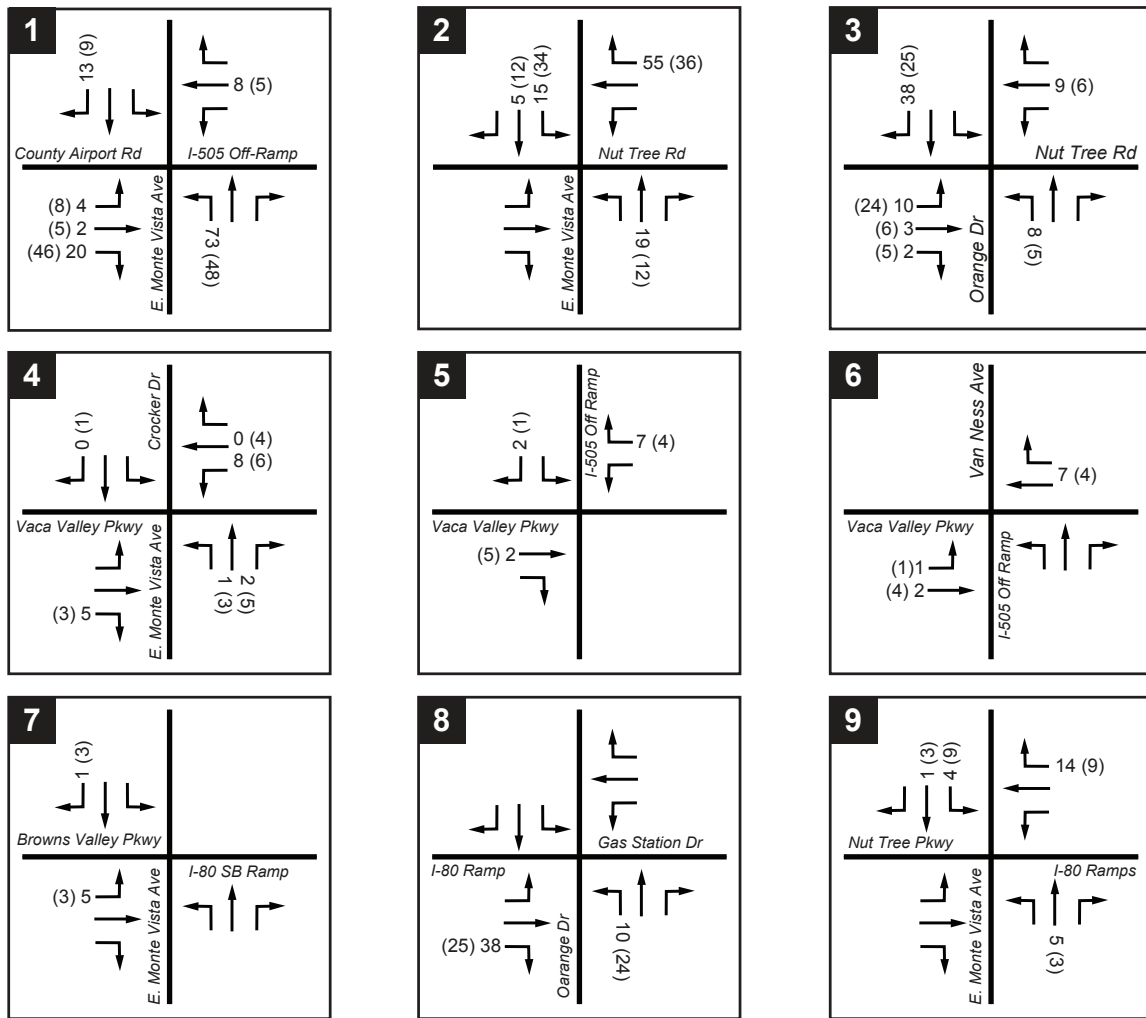 1
13 (9)
8 (5)
County Airport Rd
I-505 Off-Ramp
(8) 4
(5) 2
(46) 20
E. Monte Vista Ave
73 (48)
2
5 (12)
15 (34)
55 (36)
Nut Tree Rd
E. Monte Vista Ave
19 (12)
3
38 (25)
9 (6)
Nut Tree Rd
(24) 10
(6) 3
(5) 2
Orange Dr
8 (5)
4
0 (1)
Crocker Dr
0 (4)
8 (6)
Vaca Valley Pkwy
(3) 5
E. Monte Vista Ave
1 (3)
2 (5)
5
2 (1)
I-505 Off Ramp
7 (4)
Vaca Valley Pkwy
(5) 2
6
Van Ness Ave
7 (4)
Vaca Valley Pkwy
(1)1
(4) 2
I-505 Off Ramp
7
1 (3)
Browns Valley Pkwy
I-80 SB Ramp
(3) 5
E. Monte Vista Ave
8
Gas Station Dr
I-80 Ramp
(25) 38
Oarange Dr
10 (24)
9
1 (3)
4 (9)
14 (9)
Nut Tree Pkwy
I-80 Ramps
E. Monte Vista Ave
5 (3)